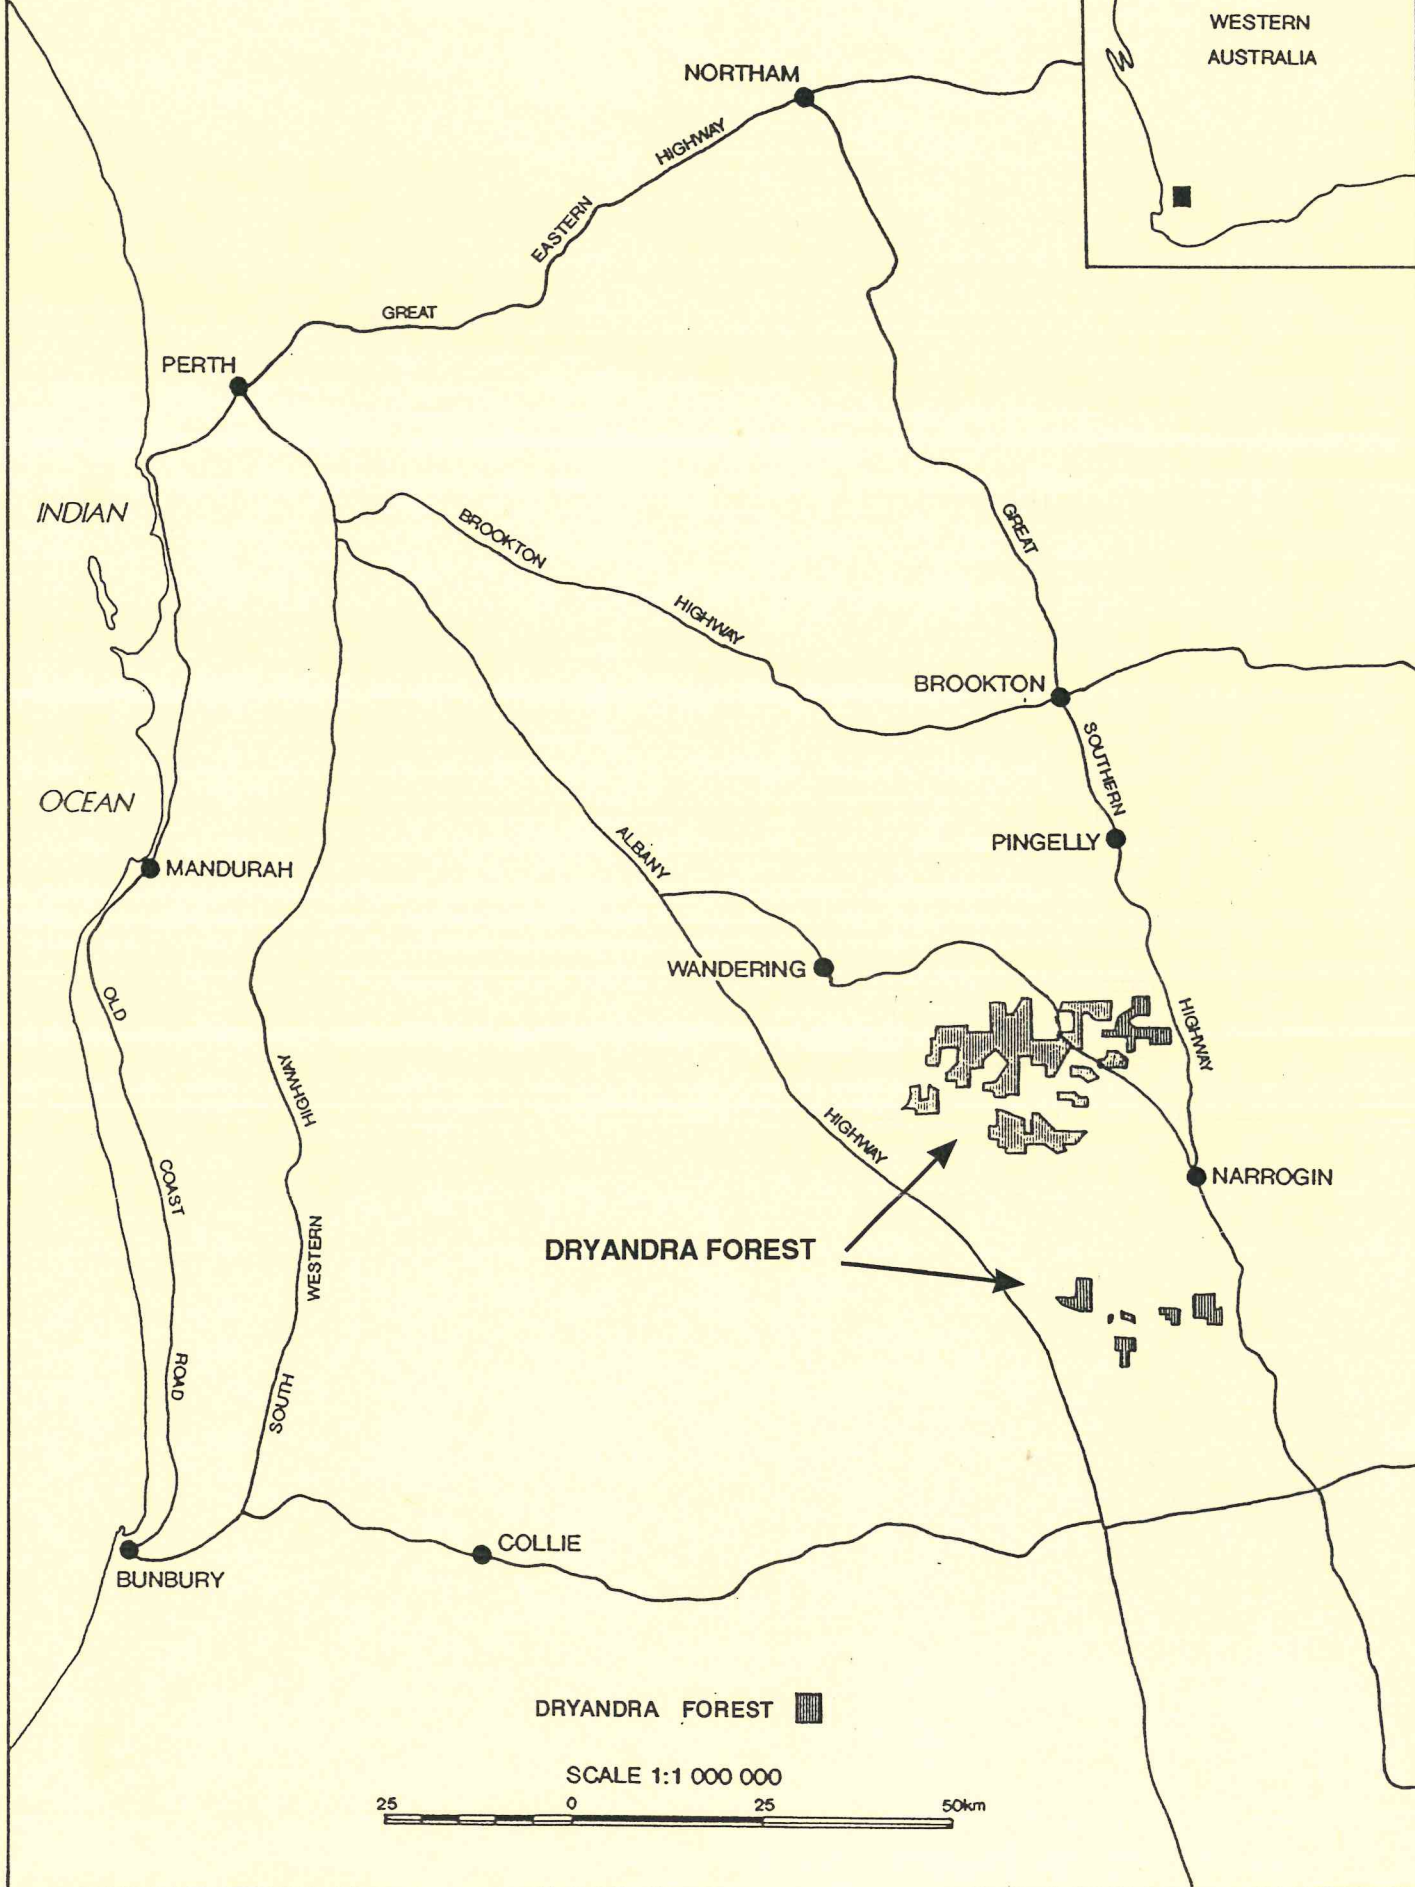 WESTERN
AUSTRALIA
NORTHAM
HIGHWAY
EASTERN
GREAT
PERTH
INDIAN
BROOKTON
GREAT
HIGHWAY
BROOKTON
SOUTHERN
OCEAN
PINGELLY
ALBANY
MANDURAH
WANDERING
OLD
HIGHWAY
HIGHWAY
HIGHWAY
COAST
NARROGIN
WESTERN
DRYANDRA FOREST
ROAD
SOUTH
COLLIE
BUNBURY
DRYANDRA FOREST
SCALE 1:1 000 000
25 0 25 50km